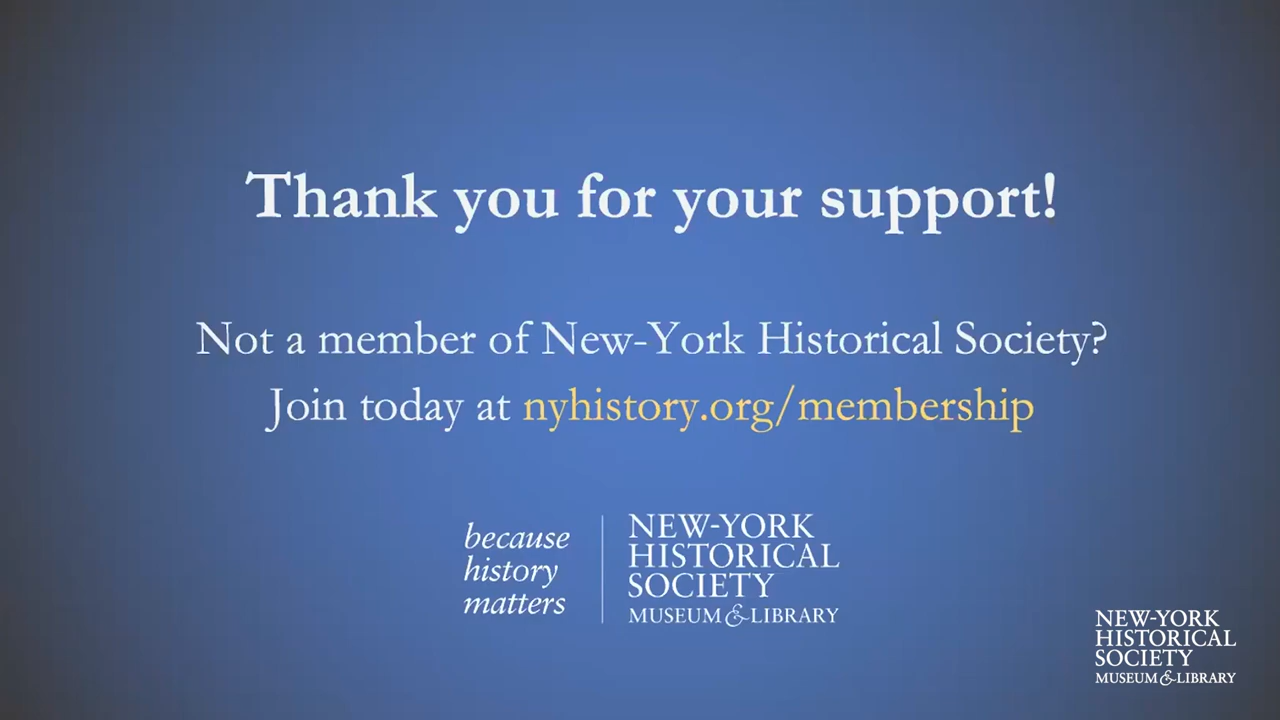 Thank you for your support!
Not a member of New-York Historical Society?
Join today at nyhistory.org/membership
because
history
matters
NEW-YORK
HISTORICAL
SOCIETY
MUSEUM & LIBRARY
NEW-YORK
HISTORICAL
SOCIETY
MUSEUM & LIBRARY